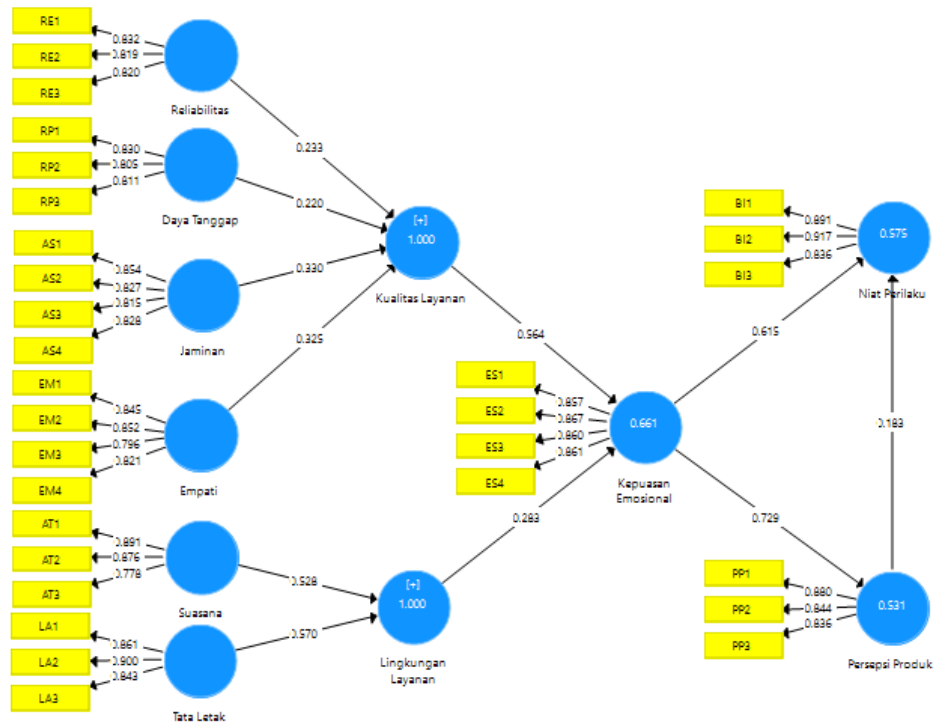 RE1
RE2
RE3
0.832
0.819
0.820
Reliabilitas
RP1
RP2
RP3
0.830
0.805
0.811
Daya Tanggap
AS1
AS2
AS3
AS4
0.854
0.827
0.815
0.828
Jaminan
EM1
EM2
EM3
EM4
0.845
0.852
0.796
0.821
Empati
AT1
AT2
AT3
0.891
0.876
0.778
Suasana
LA1
LA2
LA3
0.861
0.900
0.843
Tata Letak
0.233
0.220
0.330
0.325
[+]
1.000
Kualitas Layanan
0.528
0.570
[+]
1.000
Lingkungan
Layanan
0.564
0.283
ES1
ES2
ES3
ES4
0.857
0.867
0.860
0.861
0.661
Kepuasan
Emosional
0.615
0.729
0.183
BI1
BI2
BI3
0.891
0.917
0.836
0.575
Niat Perilaku
PP1
PP2
PP3
0.880
0.844
0.836
0.531
Persepsi Produk